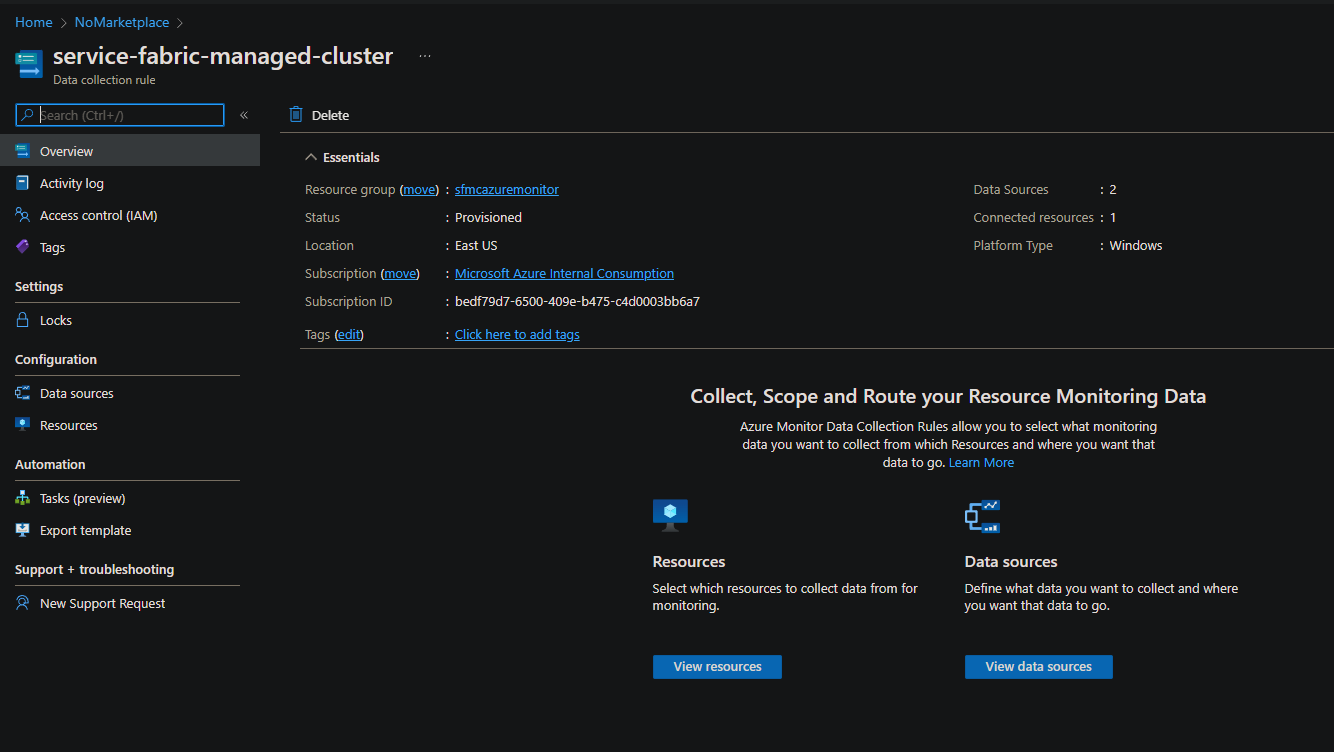 Home > NoMarketplace >
service-fabric-managed-cluster ...
Data collection rule
Search (Ctrl+/)
«
Delete
Overview
Activity log
Access control (IAM)
Tags
Settings
Locks
Configuration
Data sources
Resources
Automation
Tasks (preview)
Export template
Support + troubleshooting
New Support Request
Essentials
Resource group (move) : sfmcazuremonitor
Status : Provisioned
Location : East US
Subscription (move) : Microsoft Azure Internal Consumption
Subscription ID : bedf79d7-6500-409e-b475-c4d0003bb6a7
Tags (edit) : Click here to add tags
Data Sources : 2
Connected resources : 1
Platform Type : Windows
Collect, Scope and Route your Resource Monitoring Data
Azure Monitor Data Collection Rules allow you to select what monitoring
data you want to collect from which Resources and where you want that
data to go. Learn More
Resources
Select which resources to collect data from for
monitoring.
View resources
Data sources
Define what data you want to collect and where
you want that data to go.
View data sources